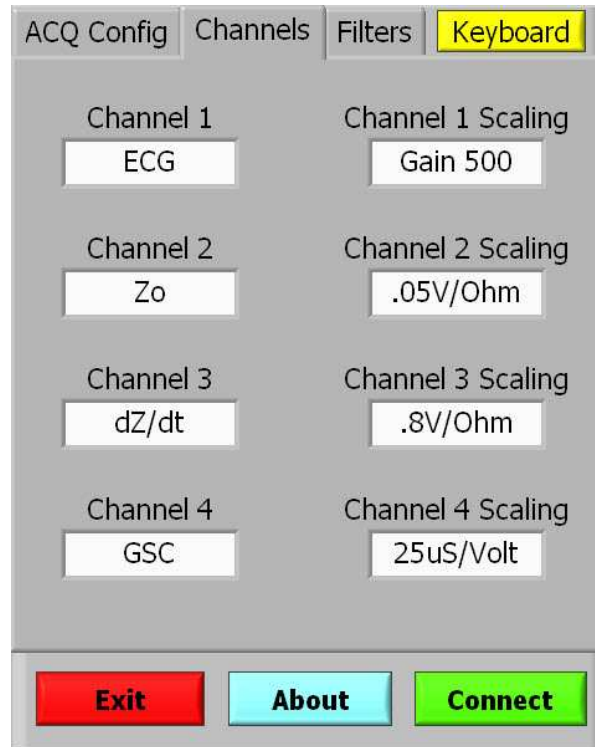 ACQ Config Channels Filters Keyboard
Channel 1 Channel 1 Scaling
ECG Gain 500
Channel 2 Channel 2 Scaling
Zo .05V/Ohm
Channel 3 Channel 3 Scaling
dZ/dt .8V/Ohm
Channel 4 Channel 4 Scaling
GSC 25uS/Volt
Exit About Connect